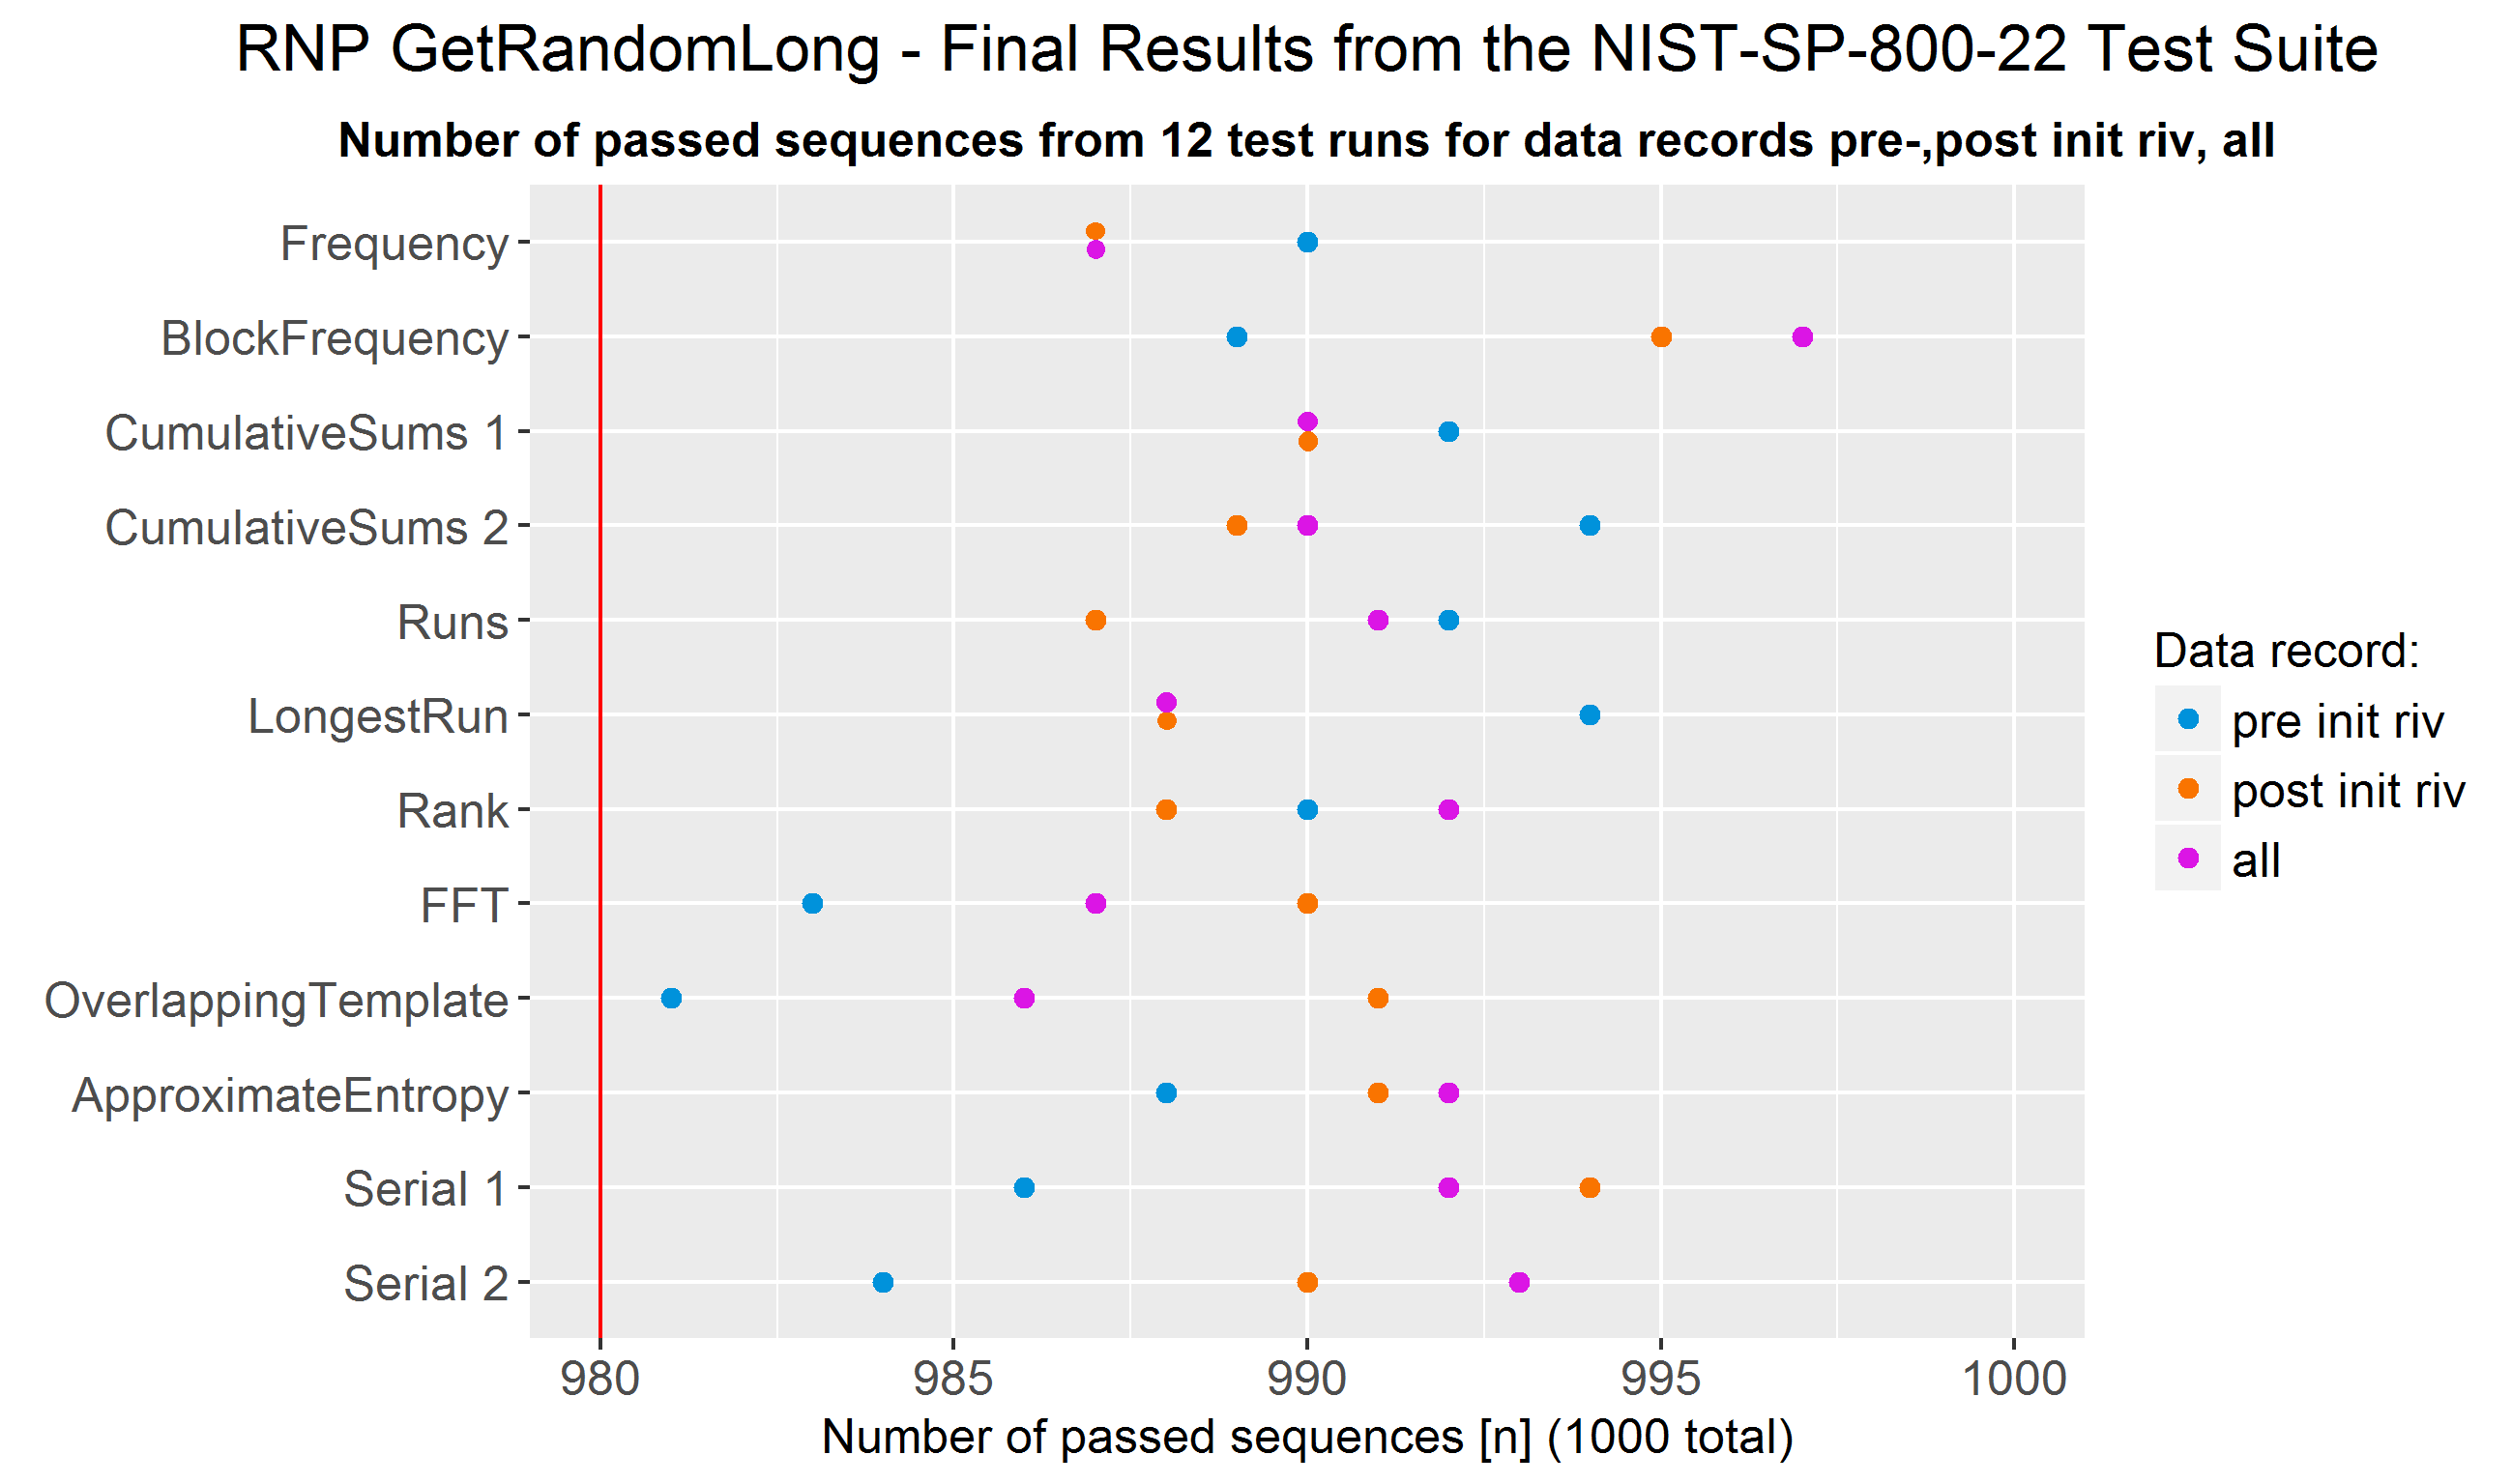 RNP GetRandomLong - Final Results from the NIST-SP-800-22 Test Suite
Number of passed sequences from 12 test runs for data records pre-,post init riv, all
Frequency
BlockFrequency
CumulativeSums 1
CumulativeSums 2
Runs
LongestRun
Rank
FFT
OverlappingTemplate
ApproximateEntropy
Serial 1
Serial 2
980 985 990 995 1000
Number of passed sequences [n] (1000 total)
Data record:
pre init riv
post init riv
all